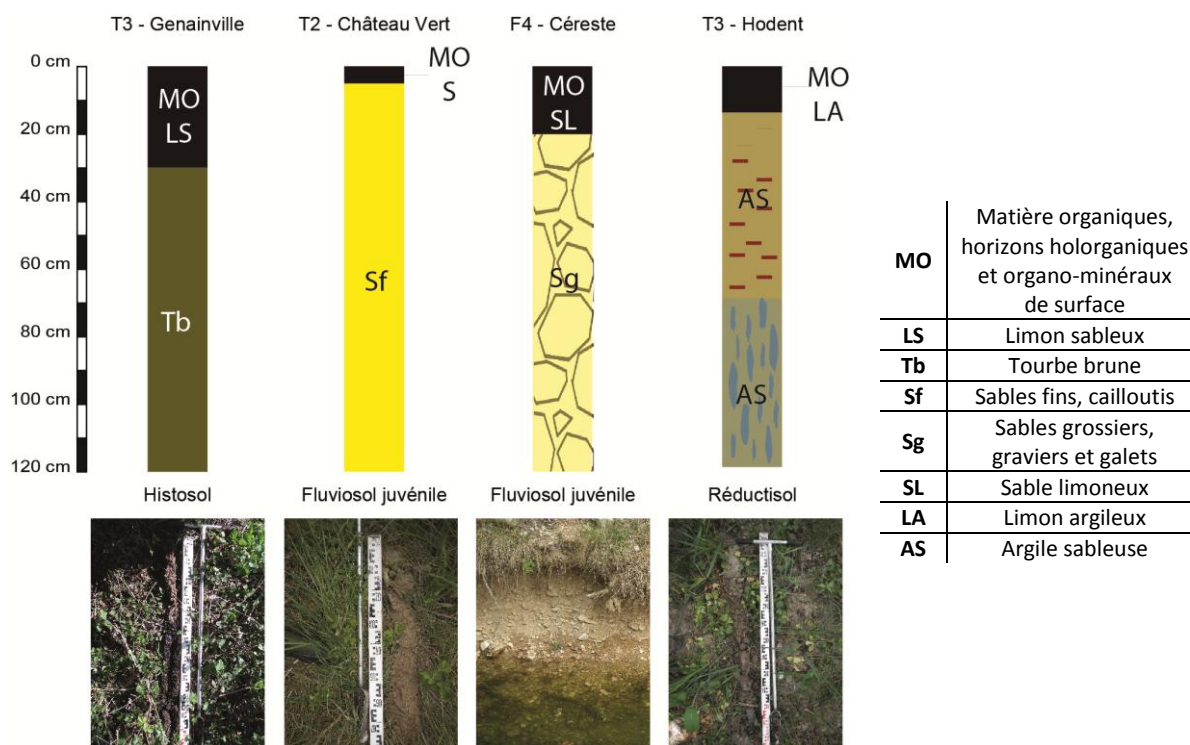 T3 - Genainville
T2 - Château Vert
F4 - Céreste
T3 - Hodent
0 cm
20 cm
40 cm
60 cm
80 cm
100 cm
120 cm
MO
LS
Tb
MO
S
Sf
MO
SL
Sg
MO
LA
AS
AS
Histosol
Fluviosol juvénile
Fluviosol juvénile
Réductisol
MO
Matière organiques,
horizons holorganiques
et organo-minéraux
de surface
LS Limon sableux
Tb Tourbe brune
Sf Sables fins, cailloutis
Sg
Sables grossiers,
graviers et galets
SL Sable limoneux
LA Limon argileux
AS Argile sableuse